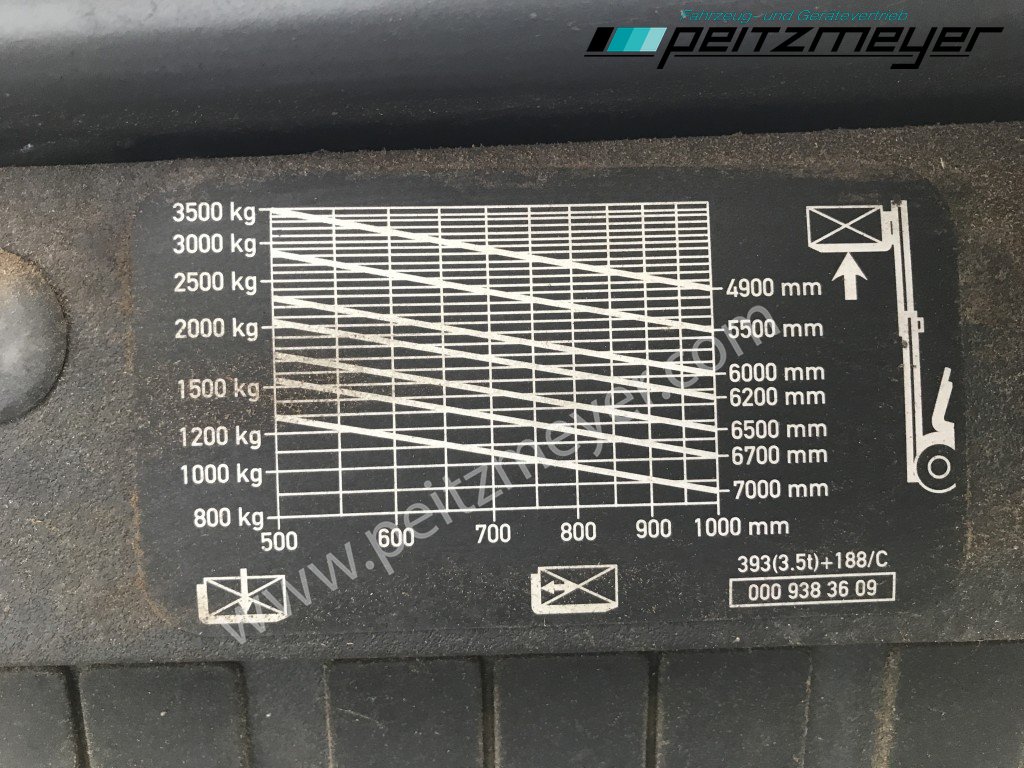 Fahrzeug- und Gerätevertrieb
peitzmeyer
3500 kg
3000 kg
2500 kg
2000 kg
1500 kg
1200 kg
1000 kg
800 kg
4900 mm
5500 mm
6000 mm
6200 mm
6500 mm
6700 mm
7000 mm
500 600 700 800 900 1000 mm
393(3.5t)+188/C
000 938 36 09
www.peitzmeyer.com